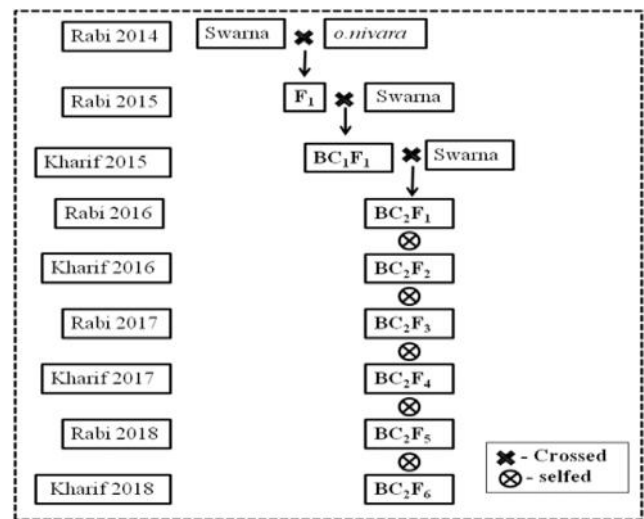 Rabi 2014 Swarna ✖ o.nivara
Rabi 2015 F₁ ✖ Swarna
Kharif 2015 BC₁F₁ ✖ Swarna
Rabi 2016 BC₂F₁
Kharif 2016 BC₂F₂
Rabi 2017 BC₂F₃
Kharif 2017 BC₂F₄
Rabi 2018 BC₂F₅
Kharif 2018 BC₂F₆
✖ - Crossed
⊗ - selfed